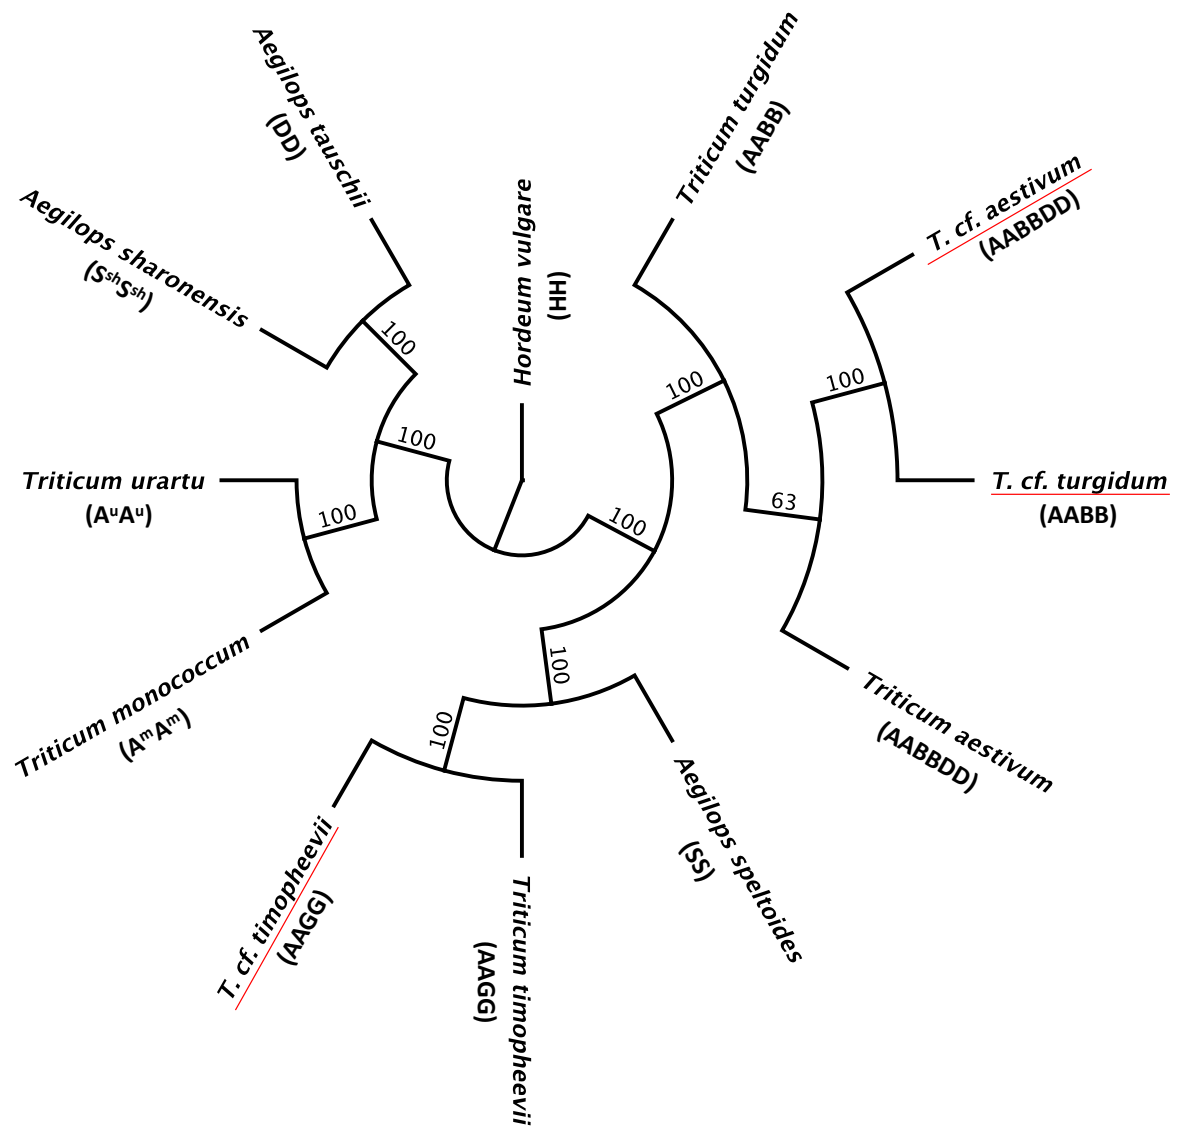 Aegilops tauschii
(DD)
Triticum turgidum
(AABB)
T. cf. aestivum
(AABBDD)
Aegilops sharonensis
(SˢʰSˢʰ)
Hordeum vulgare
(HH)
100
100
100
100
Triticum urartu
(AᵘAᵘ)
T. cf. turgidum
(AABB)
100
100
63
Triticum monococcum
(AᵐAᵐ)
100
100
Triticum aestivum
(AABBDD)
Aegilops speltoides
(SS)
T. cf. timopheevii
(AAGG)
Triticum timopheevii
(AAGG)